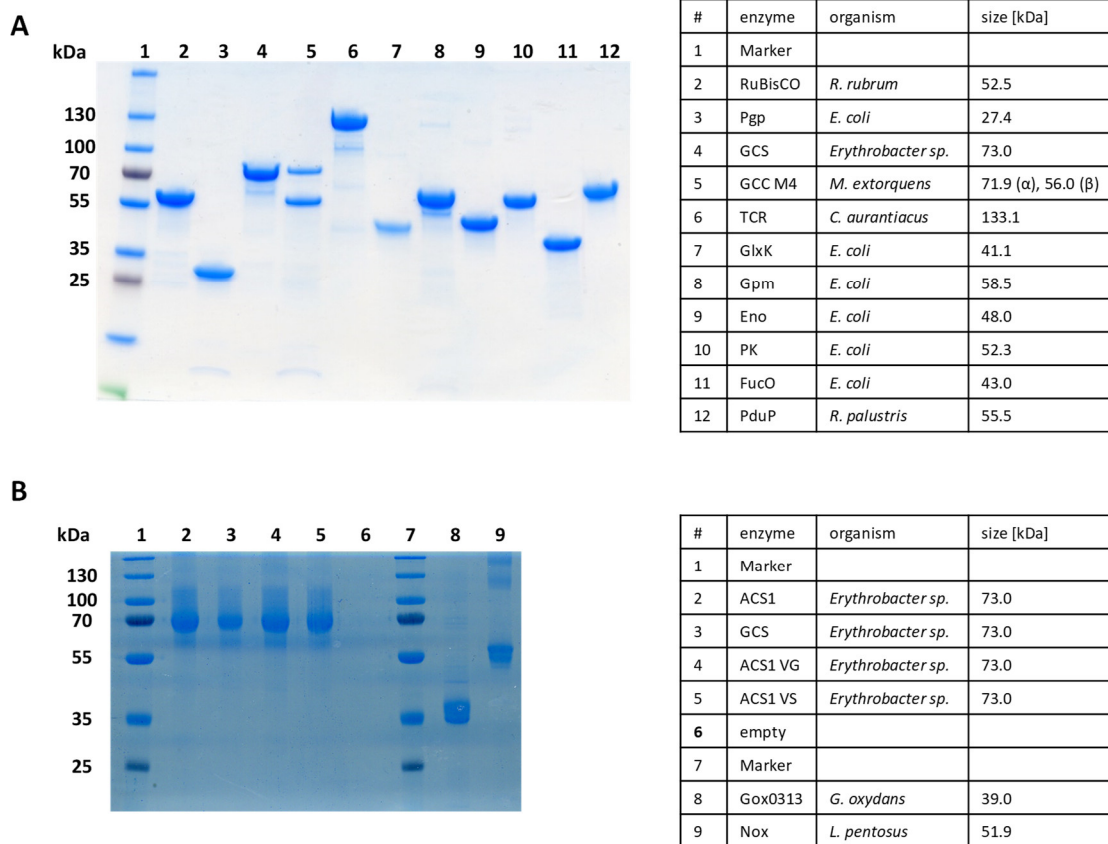 A
kDa 1 2 3 4 5 6 7 8 9 10 11 12
130
100
70
55
35
25
# enzyme organism size [kDa]
1 Marker
2 RuBisCO R. rubrum 52.5
3 Pgp E. coli 27.4
4 GCS Erythrobacter sp. 73.0
5 GCC M4 M. extorquens 71.9 (α), 56.0 (β)
6 TCR C. aurantiacus 133.1
7 GlxK E. coli 41.1
8 Gpm E. coli 58.5
9 Eno E. coli 48.0
10 PK E. coli 52.3
11 FucO E. coli 43.0
12 PduP R. palustris 55.5
B
kDa 1 2 3 4 5 6 7 8 9
130
100
70
55
35
25
# enzyme organism size [kDa]
1 Marker
2 ACS1 Erythrobacter sp. 73.0
3 GCS Erythrobacter sp. 73.0
4 ACS1 VG Erythrobacter sp. 73.0
5 ACS1 VS Erythrobacter sp. 73.0
6 empty
7 Marker
8 Gox0313 G. oxydans 39.0
9 Nox L. pentosus 51.9